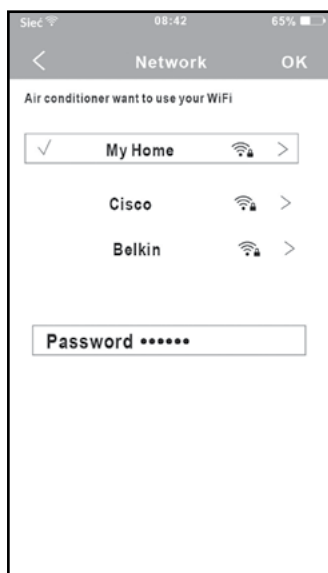 Sieć 08:42 65%
< Network OK
Air conditioner want to use your WiFi
✓ My Home >
Cisco >
Belkin >
Password ••••••